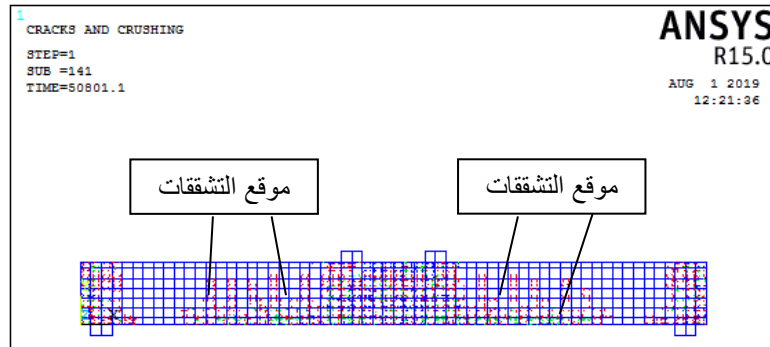 1
CRACKS AND CRUSHING
STEP=1
SUB =141
TIME=50801.1
ANSYS
R15.0
AUG 1 2019
12:21:36
موقع التشققات
موقع التشققات
X